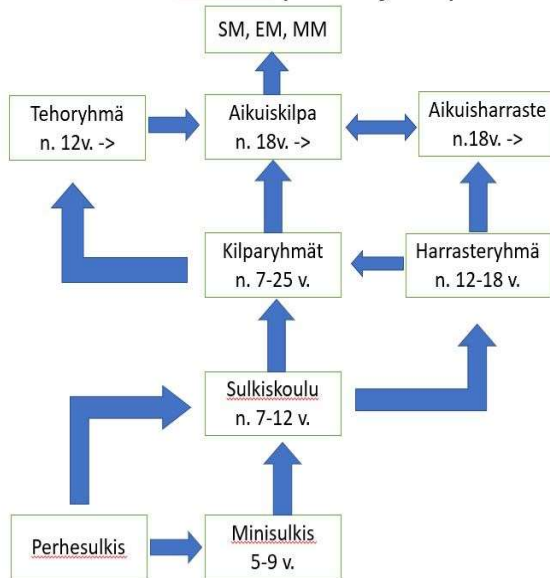 SM, EM, MM
Tehoryhmä
n. 12v. ->
Aikuiskilpa
n. 18v. ->
Aikuisharraste
n.18v. ->
Kilparyhmät
n. 7-25 v.
Harrasteryhmä
n. 12-18 v.
Sulkiskoulu
n. 7-12 v.
Perhesulkis
Minisulkis
5-9 v.